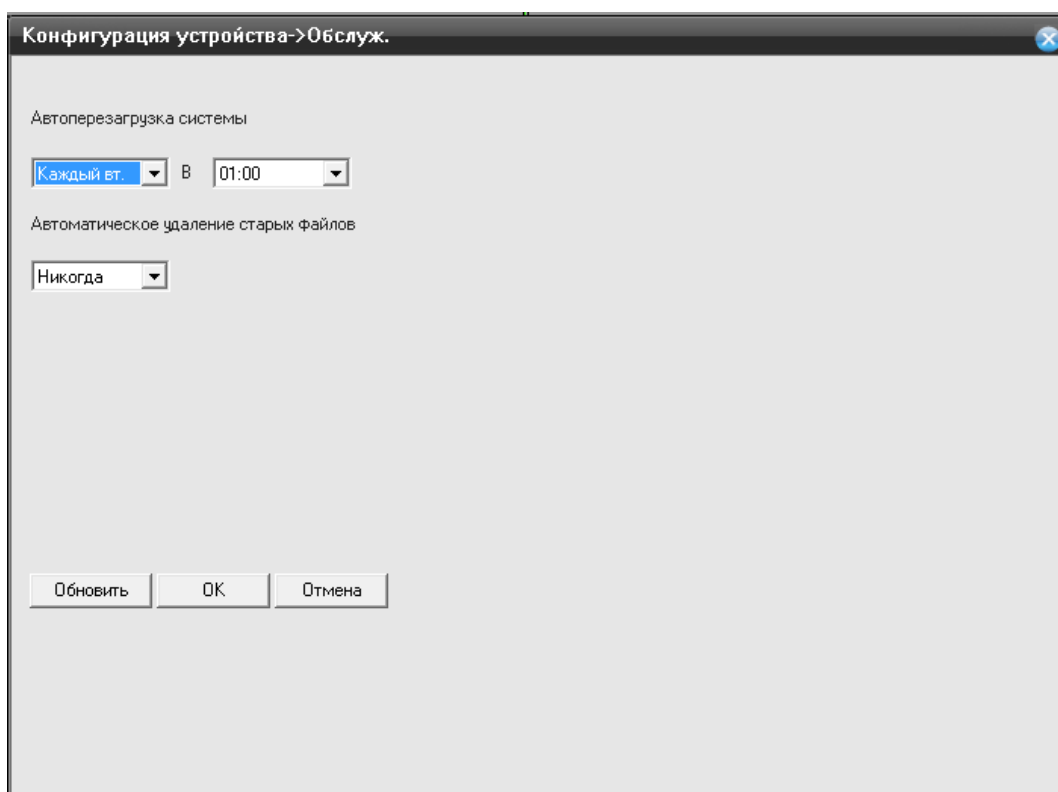 Конфигурация устройства->Обслуж.
Автоперезагрузка системы
Каждый вт. В 01:00
Автоматическое удаление старых файлов
Никогда
Обновить OK Отмена